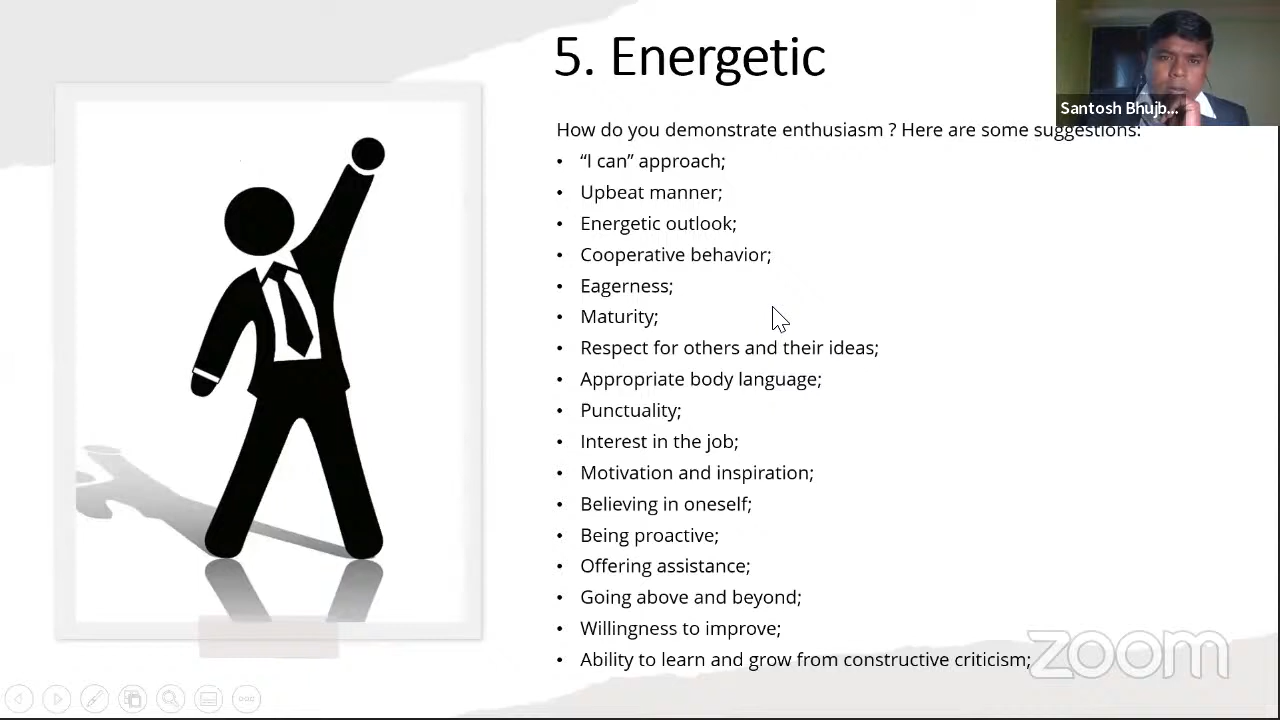 5. Energetic
Santosh Bhujb...
How do you demonstrate enthusiasm ? Here are some suggestions:
• “I can” approach;
• Upbeat manner;
• Energetic outlook;
• Cooperative behavior;
• Eagerness;
• Maturity;
• Respect for others and their ideas;
• Appropriate body language;
• Punctuality;
• Interest in the job;
• Motivation and inspiration;
• Believing in oneself;
• Being proactive;
• Offering assistance;
• Going above and beyond;
• Willingness to improve;
• Ability to learn and grow from constructive criticism;
zoom